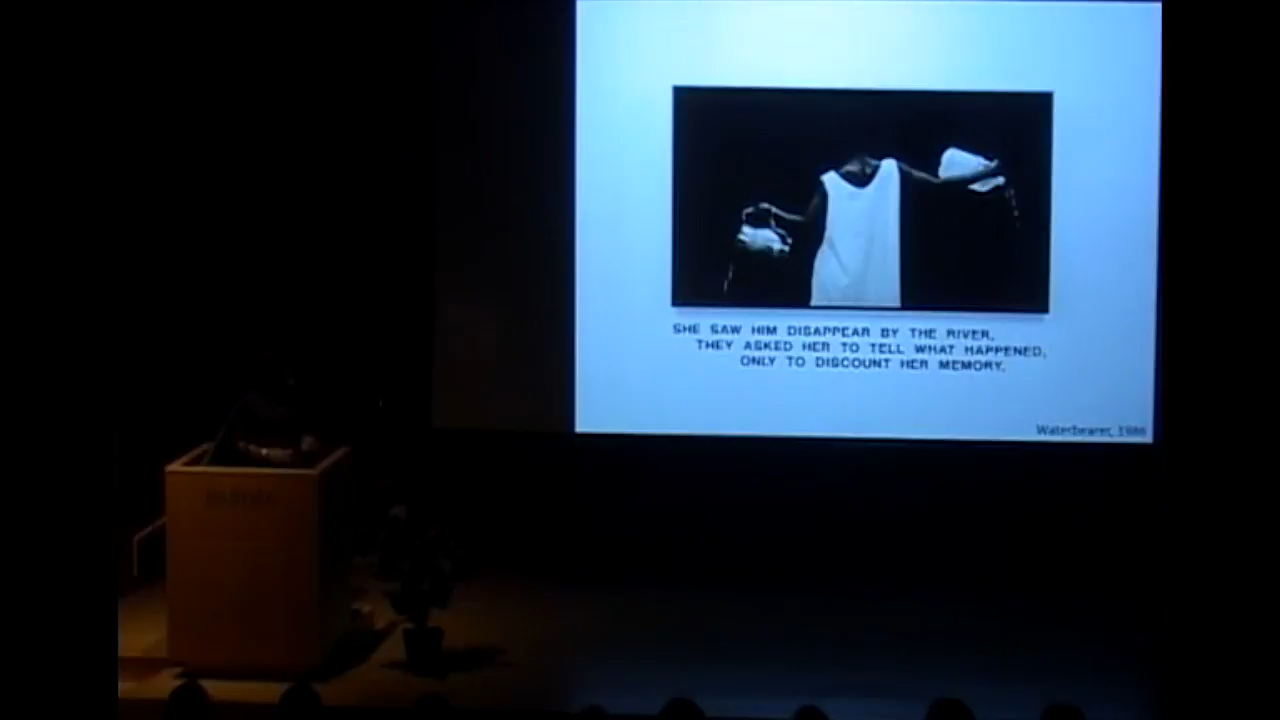 SHE SAW HIM DISAPPEAR BY THE RIVER,
THEY ASKED HER TO TELL WHAT HAPPENED,
ONLY TO DISCOUNT HER MEMORY.
Waterbearer, 1986